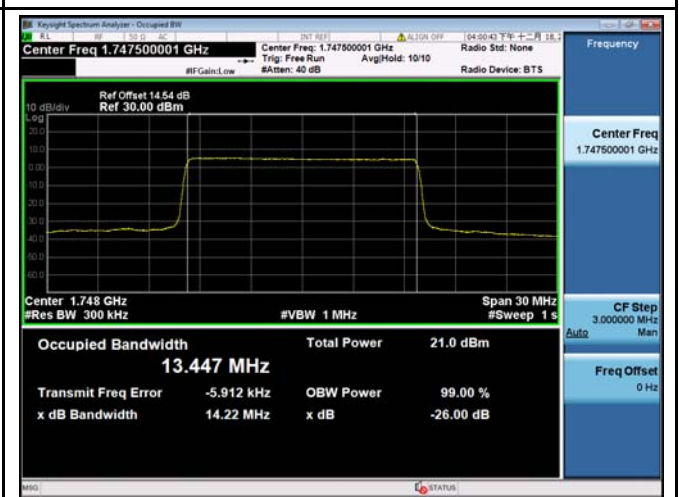 Keysight Spectrum Analyzer - Occupied BW
RL RF 50 Ω AC INT REF ALIGN OFF 04:00:43 下午 十二月 18, 2
Center Freq 1.747500001 GHz
Center Freq: 1.747500001 GHz
Radio Std: None
Trig: Free Run Avg|Hold: 10/10
#IFGain:Low
#Atten: 40 dB
Radio Device: BTS
Ref Offset 14.54 dB
10 dB/div Ref 30.00 dBm
Log
20.0
10.0
0.00
10.0
20.0
30.0
40.0
50.0
60.0
Center 1.748 GHz
Span 30 MHz
#Res BW 300 kHz
#VBW 1 MHz
#Sweep 1 s
Occupied Bandwidth
13.447 MHz
Total Power 21.0 dBm
Transmit Freq Error -5.912 kHz
OBW Power 99.00 %
x dB Bandwidth 14.22 MHz
x dB -26.00 dB
MSG
STATUS
Frequency
Center Freq
1.747500001 GHz
CF Step
3.000000 MHz
Auto Man
Freq Offset
0 Hz